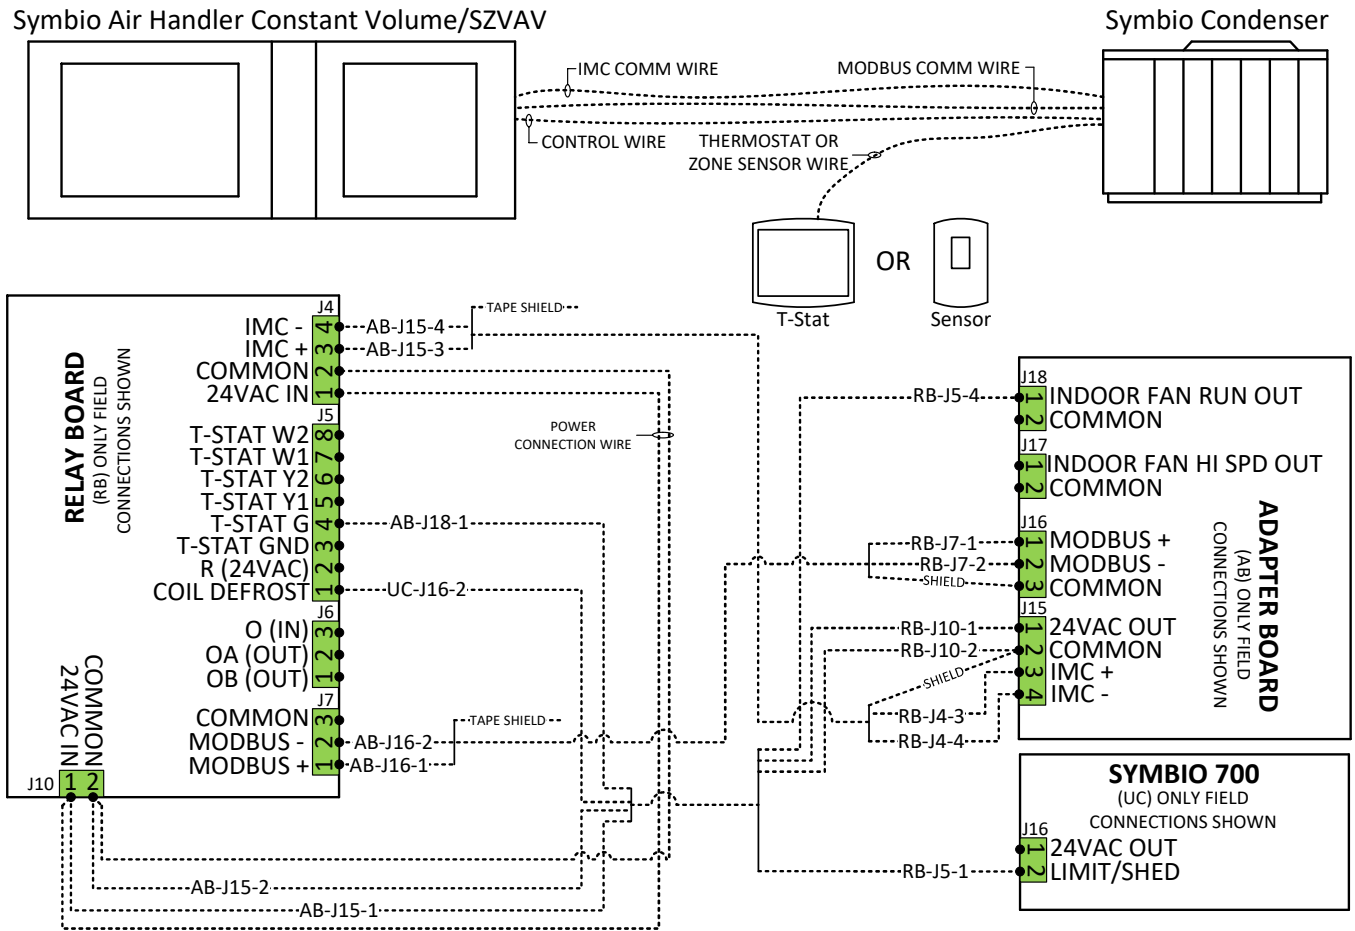 Symbio Air Handler Constant Volume/SZVAV
Symbio Condenser
IMC COMM WIRE
MODBUS COMM WIRE
CONTROL WIRE
THERMOSTAT OR
ZONE SENSOR WIRE
OR
T-Stat
Sensor
RELAY BOARD
(RB) ONLY FIELD
CONNECTIONS SHOWN
J4
IMC - 4 AB-J15-4
IMC + 3 AB-J15-3
TAPE SHIELD
COMMON 2
24VAC IN 1
POWER
CONNECTION WIRE
J5
T-STAT W2 8
T-STAT W1 7
T-STAT Y2 6
T-STAT Y1 5
T-STAT G 4 AB-J18-1
T-STAT GND 3
R (24VAC) 2
COIL DEFROST 1 UC-J16-2
J6
O (IN) 3
OA (OUT) 2
OB (OUT) 1
J7
COMMON 3
TAPE SHIELD
MODBUS - 2 AB-J16-2
MODBUS + 1 AB-J16-1
24VAC IN
COMMON
J10 1 2
AB-J15-2
AB-J15-1
ADAPTER BOARD
(AB) ONLY FIELD
CONNECTIONS SHOWN
J18
RB-J5-4 1 INDOOR FAN RUN OUT
2 COMMON
J17
1 INDOOR FAN HI SPD OUT
2 COMMON
J16
RB-J7-1 1 MODBUS +
RB-J7-2 2 MODBUS -
SHIELD 3 COMMON
J15
RB-J10-1 1 24VAC OUT
RB-J10-2 2 COMMON
SHIELD
3 IMC +
4 IMC -
RB-J4-3
RB-J4-4
SYMBIO 700
(UC) ONLY FIELD
CONNECTIONS SHOWN
J16
1 24VAC OUT
RB-J5-1 2 LIMIT/SHED